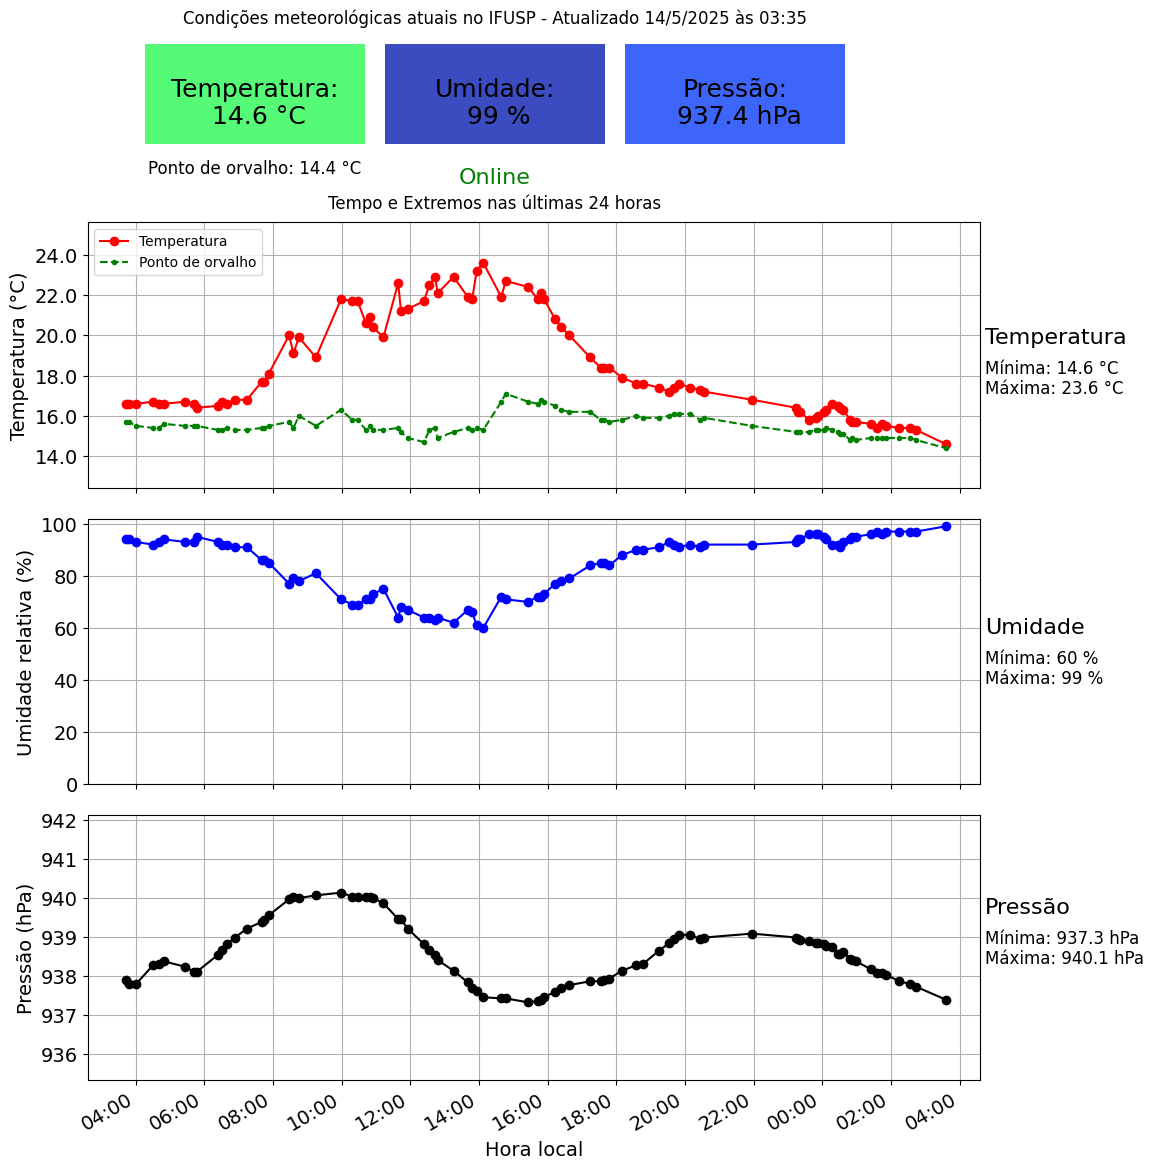 Condições meteorológicas atuais no IFUSP - Atualizado 14/5/2025 às 03:35
Temperatura:
14.6 °C
Umidade:
99 %
Pressão:
937.4 hPa
Ponto de orvalho: 14.4 °C
Online
Tempo e Extremos nas últimas 24 horas
Temperatura (°C)
24.0
22.0
20.0
18.0
16.0
14.0
Temperatura
Ponto de orvalho
Temperatura
Mínima: 14.6 °C
Máxima: 23.6 °C
Umidade relativa (%)
100
80
60
40
20
0
Umidade
Mínima: 60 %
Máxima: 99 %
Pressão (hPa)
942
941
940
939
938
937
936
Pressão
Mínima: 937.3 hPa
Máxima: 940.1 hPa
04:00 06:00 08:00 10:00 12:00 14:00 16:00 18:00 20:00 22:00 00:00 02:00 04:00
Hora local